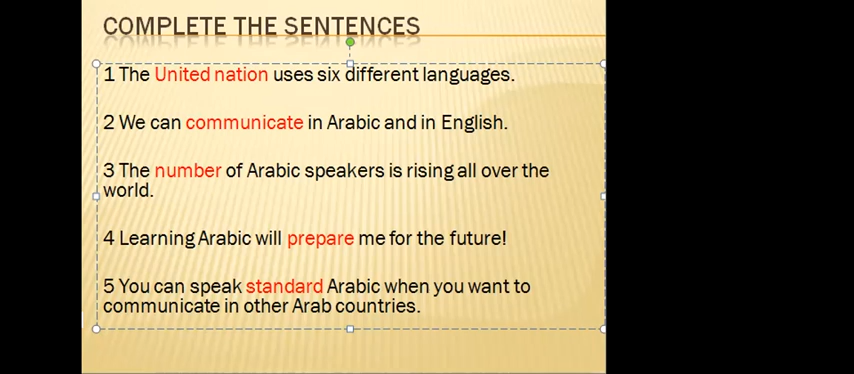 COMPLETE THE SENTENCES
1 The United nation uses six different languages.
2 We can communicate in Arabic and in English.
3 The number of Arabic speakers is rising all over the
world.
4 Learning Arabic will prepare me for the future!
5 You can speak standard Arabic when you want to
communicate in other Arab countries.